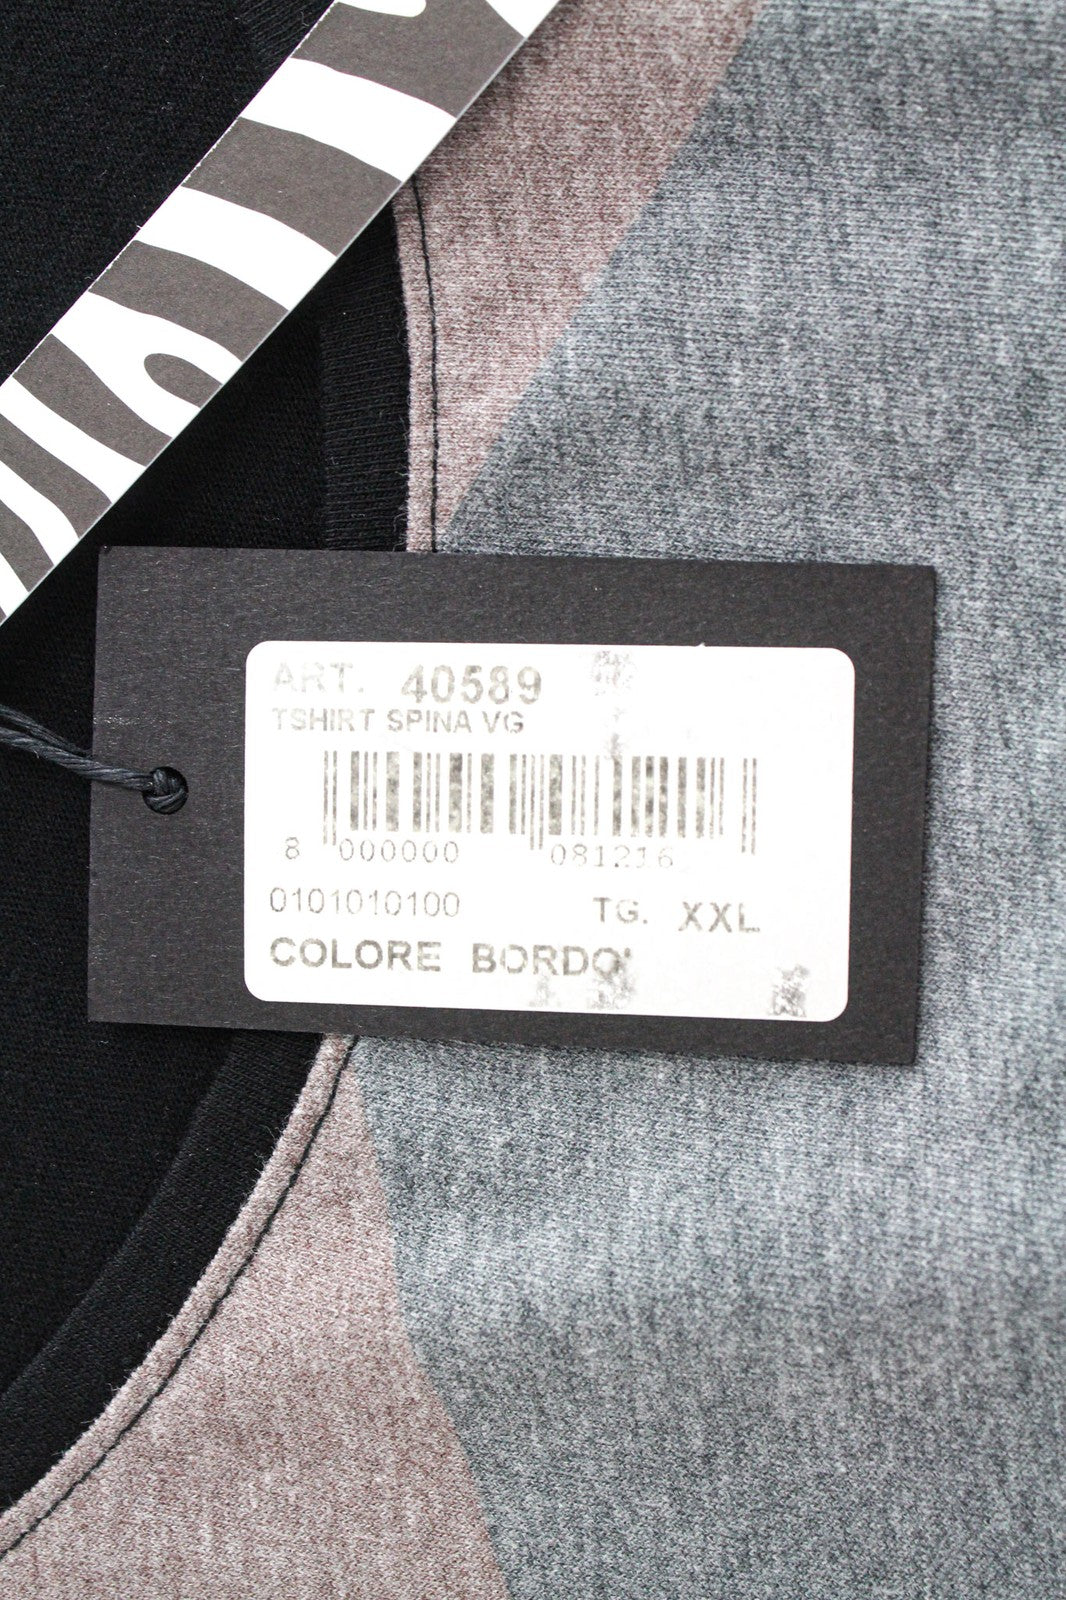 ART. 40589
TSHIRT SPINA VG
8 000000 081216
0101010100 TG. XXL
COLORE BORDO'